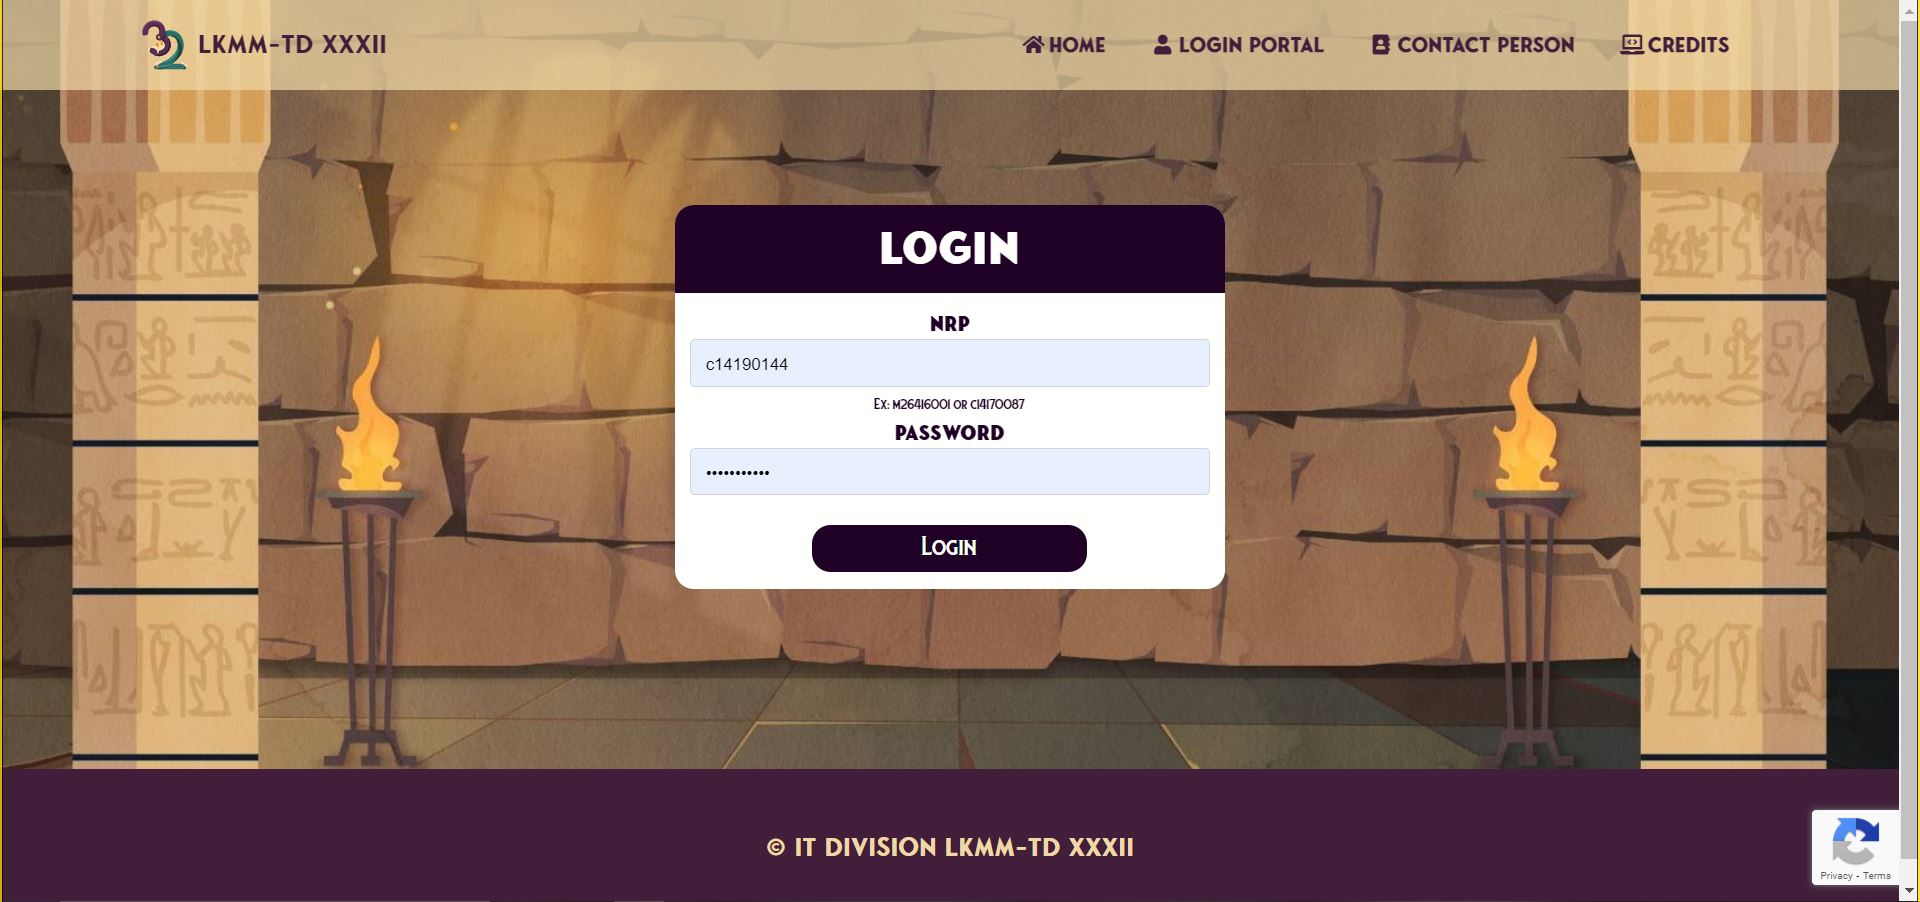 32 LKMM-TD XXXII
HOME
LOGIN PORTAL
CONTACT PERSON
CREDITS
LOGIN
NRP
c14190144
Ex: m26416001 or c14170087
PASSWORD
•••••••••••
Login
© IT DIVISION LKMM-TD XXXII
Privacy - Terms